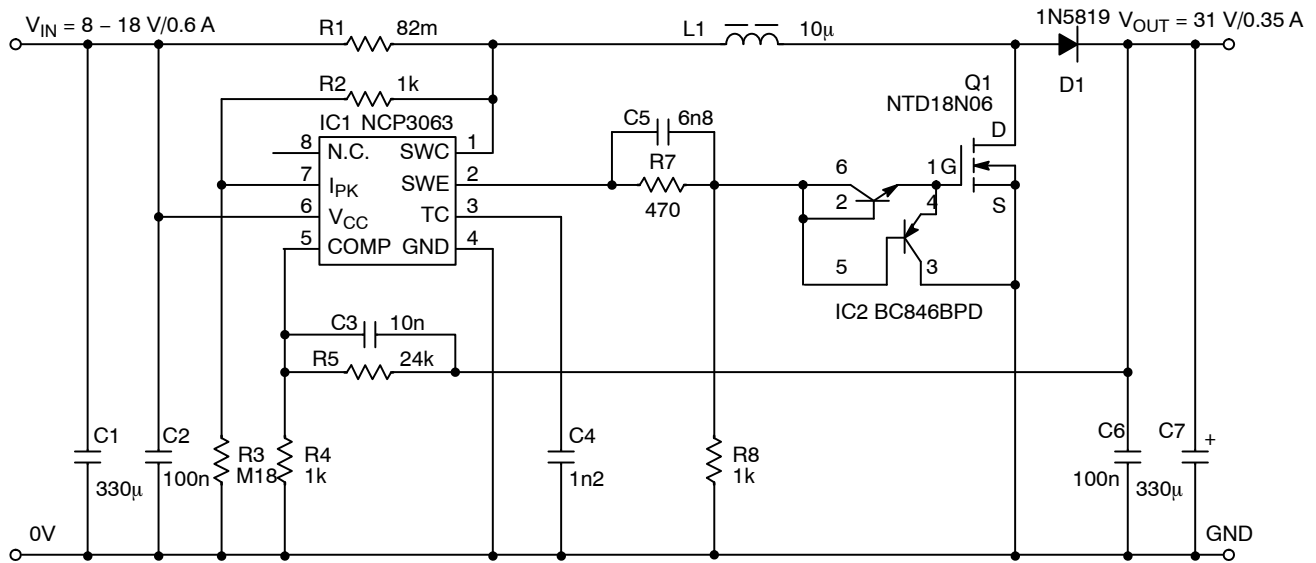 V_IN = 8 – 18 V/0.6 A
R1 82m
L1 10μ
1N5819 V_OUT = 31 V/0.35 A
D1
R2 1k
Q1
NTD18N06
IC1 NCP3063
C5 6n8
D
8 N.C. SWC 1
R7
6 1 G
7 I_PK SWE 2
470
2 4 S
6 V_CC TC 3
5 COMP GND 4
5 3
IC2 BC846BPD
C3 10n
R5 24k
C1
330μ
C2
100n
R3
M18
R4
1k
C4
1n2
R8
1k
C6
100n
C7 +
330μ
0V GND